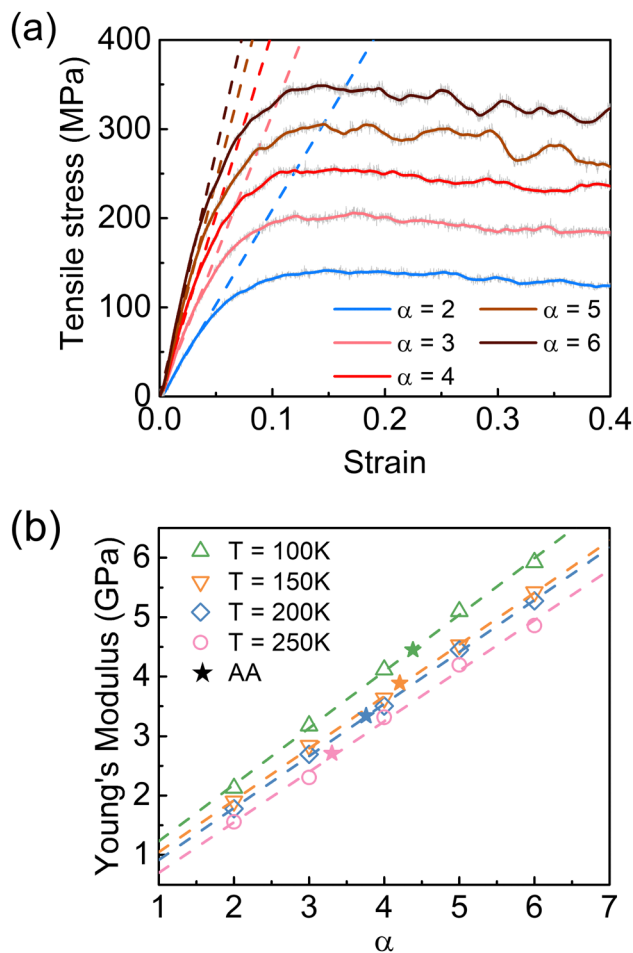 (a)
400
300
200
100
0
Tensile stress (MPa)
α = 2
α = 5
α = 3
α = 6
α = 4
0.0 0.1 0.2 0.3 0.4
Strain
(b)
6
5
4
3
2
1
Young's Modulus (GPa)
T = 100K
T = 150K
T = 200K
T = 250K
AA
1 2 3 4 5 6 7
α